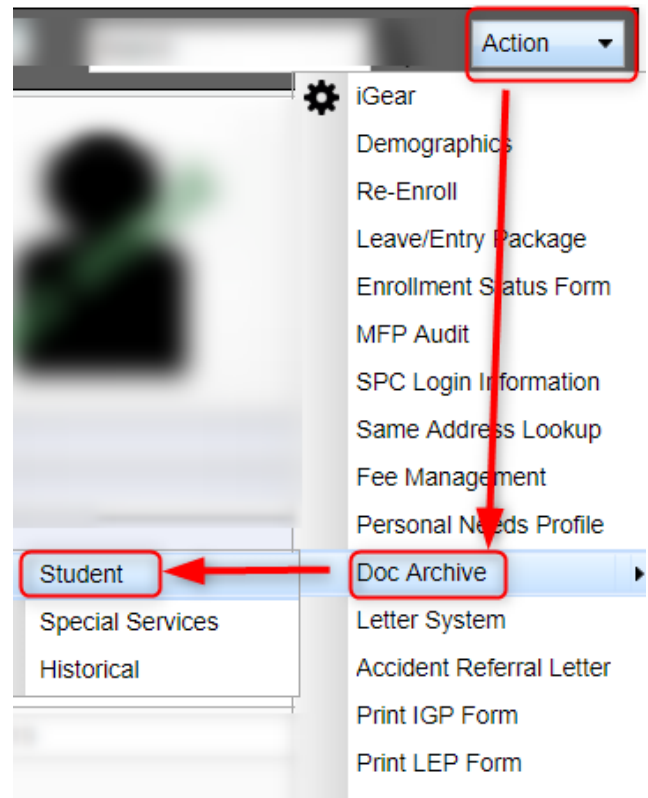 Action
iGear
Demographics
Re-Enroll
Leave/Entry Package
Enrollment Status Form
MFP Audit
SPC Login Information
Same Address Lookup
Fee Management
Personal Needs Profile
Doc Archive
Student
Special Services
Historical
Letter System
Accident Referral Letter
Print IGP Form
Print LEP Form